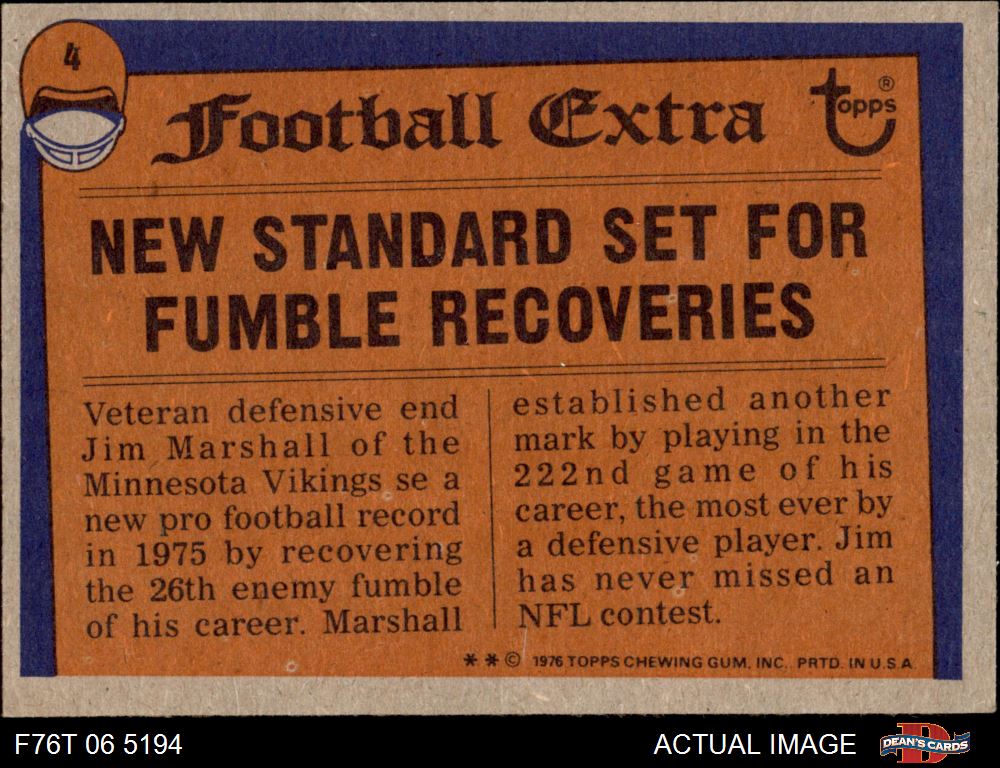 4
Football Extra
topps®
NEW STANDARD SET FOR
FUMBLE RECOVERIES
Veteran defensive end
Jim Marshall of the
Minnesota Vikings se a
new pro football record
in 1975 by recovering
the 26th enemy fumble
of his career. Marshall
established another
mark by playing in the
222nd game of his
career, the most ever by
a defensive player. Jim
has never missed an
NFL contest.
* * © 1976 TOPPS CHEWING GUM, INC. PRTD. IN U.S.A.
F76T 06 5194
ACTUAL IMAGE
DEAN'S CARDS